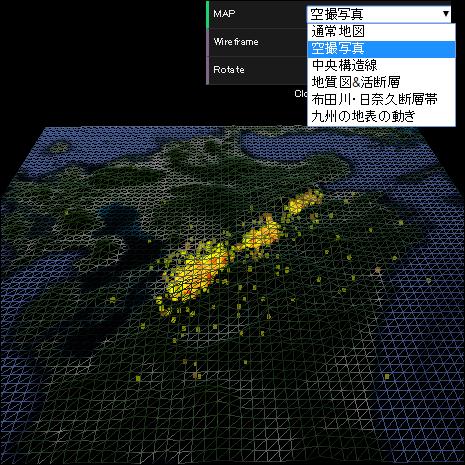 MAP 空撮写真
通常地図
空撮写真
Wireframe
中央構造線
Rotate
地質図&活断層
布田川・日奈久断層帯
九州の地表の動き